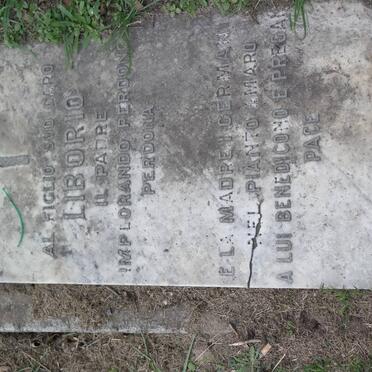 AL FIGLIO SUO CARO
LIBORIO
IL PADRE
IMPLORANDO PERDONO
PERDONA
E LA MADRE I GERMANI
NEL PIANTO AMARO
A LUI BENEDICONO E PREGAN
PACE